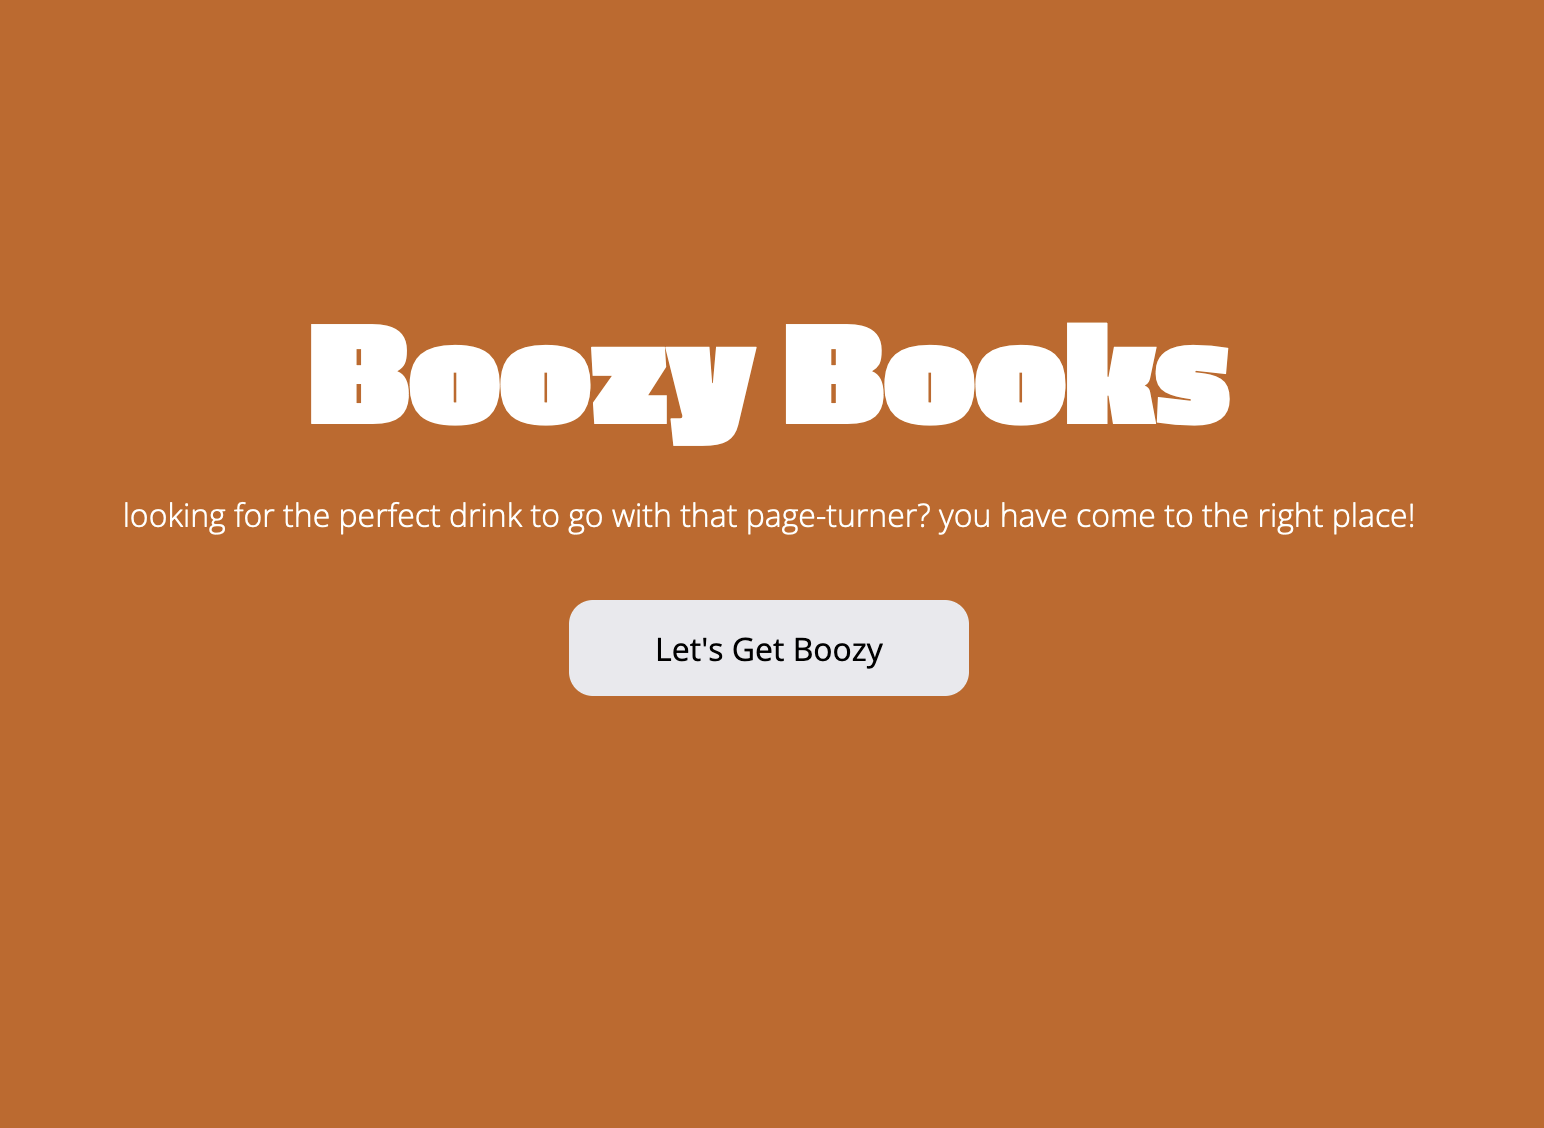 Boozy Books
looking for the perfect drink to go with that page-turner? you have come to the right place!
Let's Get Boozy